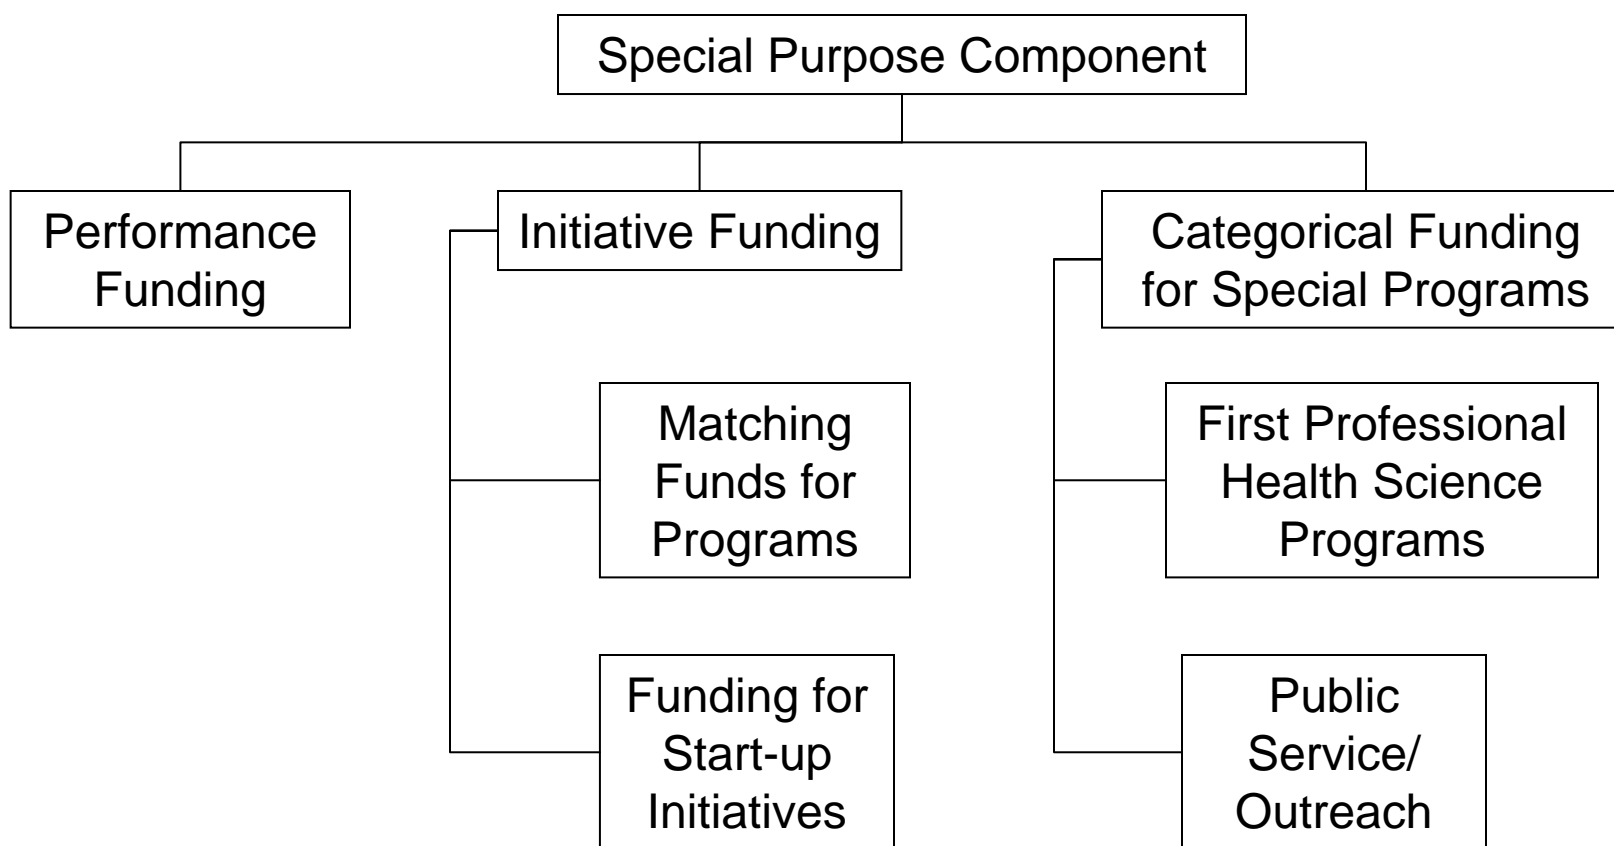 Special Purpose Component
Performance
Funding
Initiative Funding
Categorical Funding
for Special Programs
Matching
Funds for
Programs
First Professional
Health Science
Programs
Funding for
Start-up
Initiatives
Public
Service/
Outreach